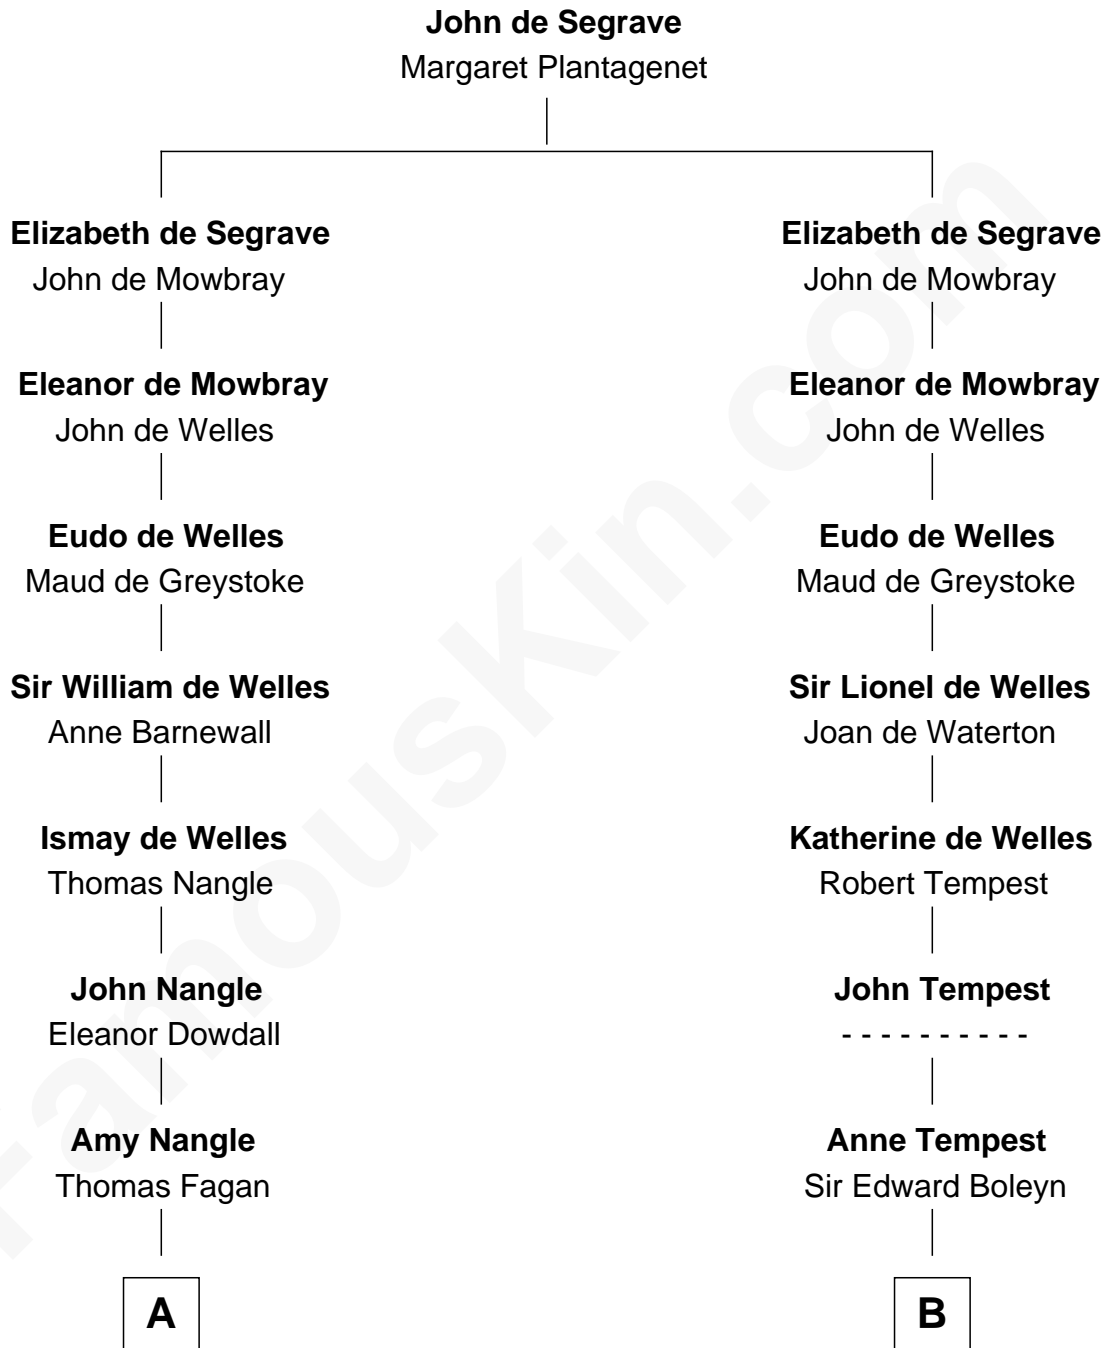 John de Segrave
Margaret Plantagenet
Elizabeth de Segrave
John de Mowbray
Eleanor de Mowbray
John de Welles
Eudo de Welles
Maud de Greystoke
Sir William de Welles
Anne Barnewall
Ismay de Welles
Thomas Nangle
John Nangle
Eleanor Dowdall
Amy Nangle
Thomas Fagan
A
Elizabeth de Segrave
John de Mowbray
Eleanor de Mowbray
John de Welles
Eudo de Welles
Maud de Greystoke
Sir Lionel de Welles
Joan de Waterton
Katherine de Welles
Robert Tempest
John Tempest
- - - - - - - - - -
Anne Tempest
Sir Edward Boleyn
B
FamousKin.com